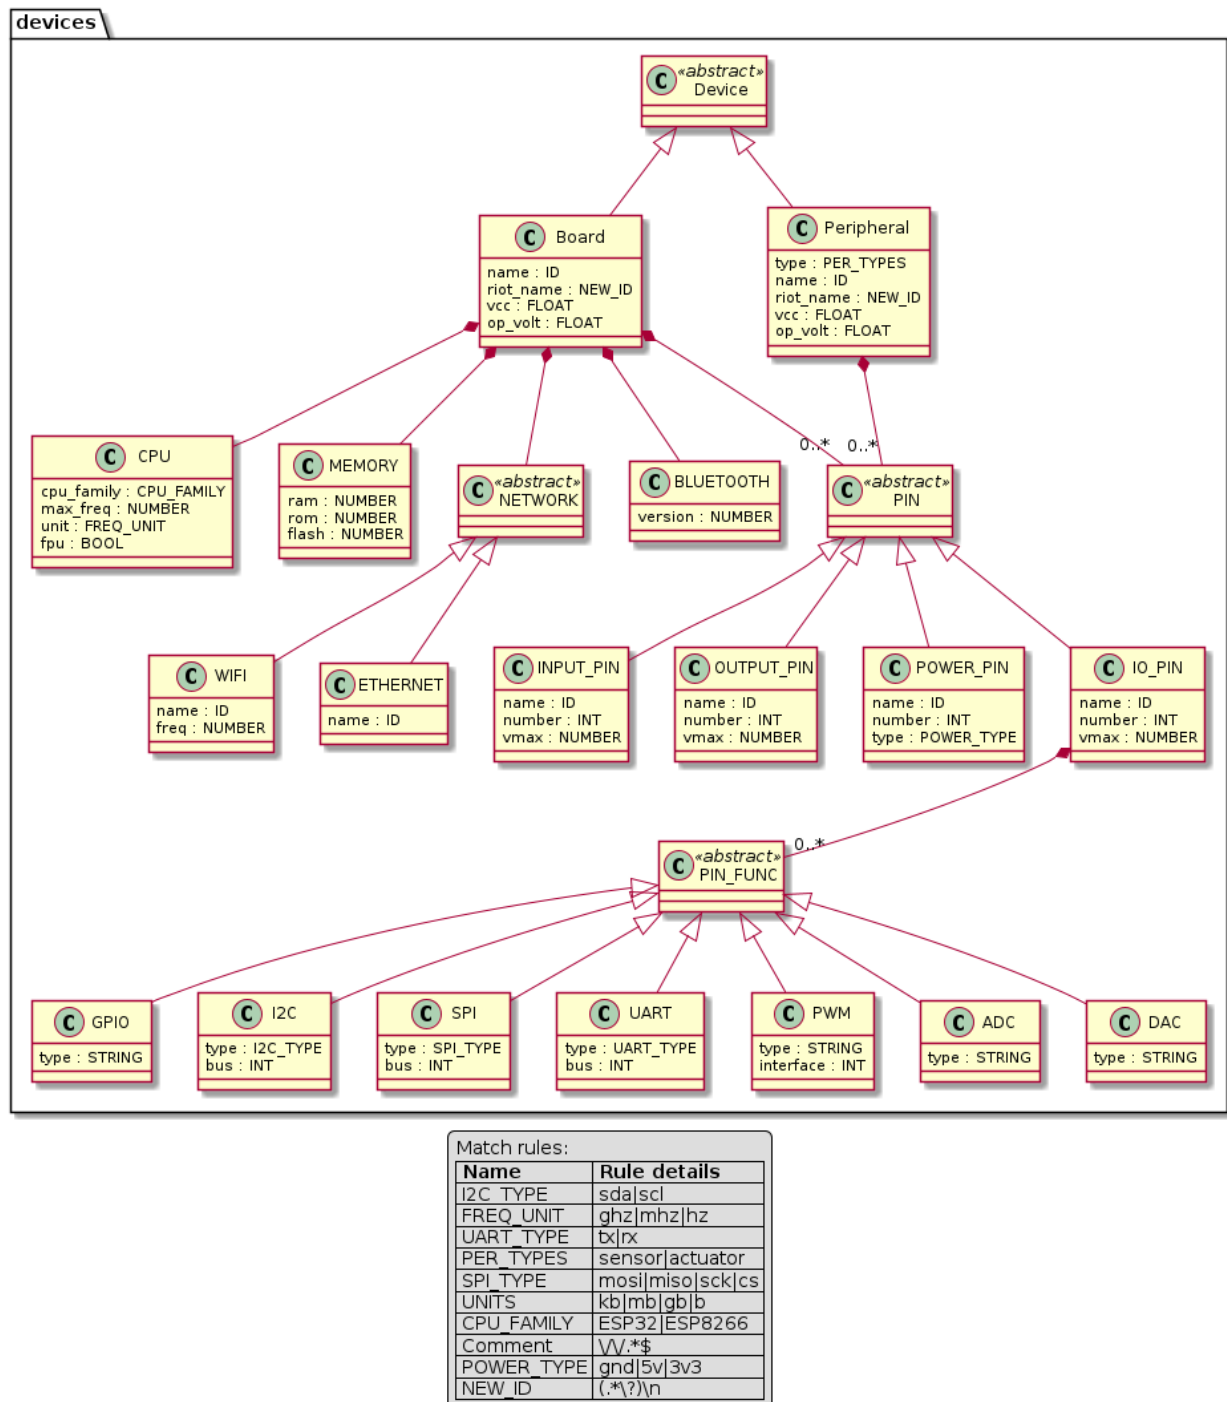 devices
C «abstract»
Device
C Board
name : ID
riot_name : NEW_ID
vcc : FLOAT
op_volt : FLOAT
C Peripheral
type : PER_TYPES
name : ID
riot_name : NEW_ID
vcc : FLOAT
op_volt : FLOAT
0..* 0..*
C CPU
cpu_family : CPU_FAMILY
max_freq : NUMBER
unit : FREQ_UNIT
fpu : BOOL
C MEMORY
ram : NUMBER
rom : NUMBER
flash : NUMBER
C «abstract»
NETWORK
C BLUETOOTH
version : NUMBER
C «abstract»
PIN
C WIFI
name : ID
freq : NUMBER
C ETHERNET
name : ID
C INPUT_PIN
name : ID
number : INT
vmax : NUMBER
C OUTPUT_PIN
name : ID
number : INT
vmax : NUMBER
C POWER_PIN
name : ID
number : INT
type : POWER_TYPE
C IO_PIN
name : ID
number : INT
vmax : NUMBER
0..*
C «abstract»
PIN_FUNC
C GPIO
type : STRING
C I2C
type : I2C_TYPE
bus : INT
C SPI
type : SPI_TYPE
bus : INT
C UART
type : UART_TYPE
bus : INT
C PWM
type : STRING
interface : INT
C ADC
type : STRING
C DAC
type : STRING
Match rules:
Name Rule details
I2C_TYPE sda|scl
FREQ_UNIT ghz|mhz|hz
UART_TYPE tx|rx
PER_TYPES sensor|actuator
SPI_TYPE mosi|miso|sck|cs
UNITS kb|mb|gb|b
CPU_FAMILY ESP32|ESP8266
Comment \/\/.*$
POWER_TYPE gnd|5v|3v3
NEW_ID (.*\?)\n